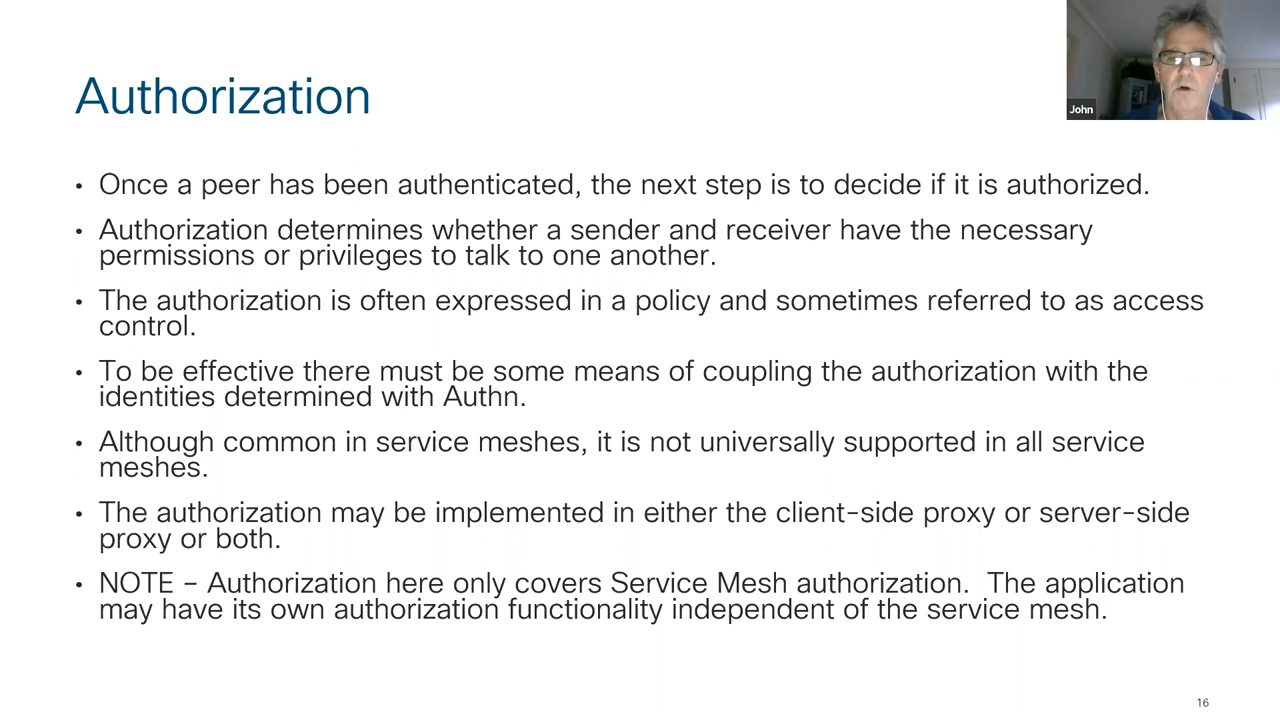 Authorization
John
• Once a peer has been authenticated, the next step is to decide if it is authorized.
• Authorization determines whether a sender and receiver have the necessary
permissions or privileges to talk to one another.
• The authorization is often expressed in a policy and sometimes referred to as access
control.
• To be effective there must be some means of coupling the authorization with the
identities determined with Authn.
• Although common in service meshes, it is not universally supported in all service
meshes.
• The authorization may be implemented in either the client-side proxy or server-side
proxy or both.
• NOTE – Authorization here only covers Service Mesh authorization.  The application
may have its own authorization functionality independent of the service mesh.
16